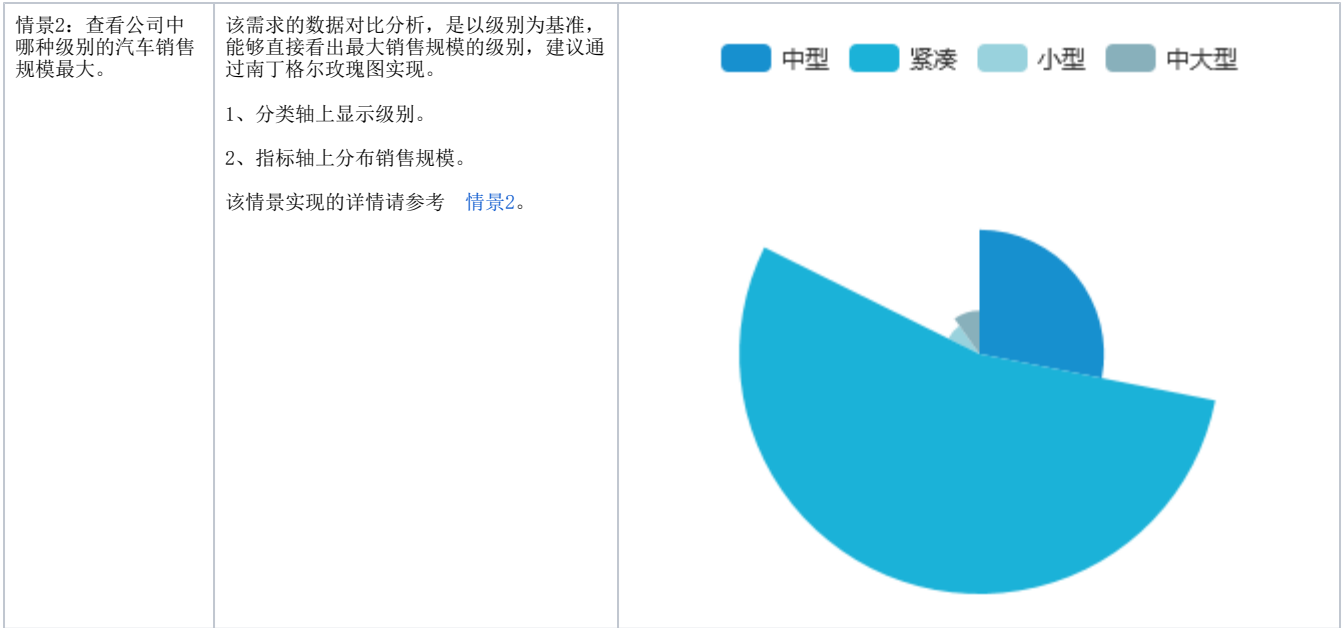 情景2：查看公司中
哪种级别的汽车销售
规模最大。
该需求的数据对比分析，是以级别为基准，
能够直接看出最大销售规模的级别，建议通
过南丁格尔玫瑰图实现。
1、分类轴上显示级别。
2、指标轴上分布销售规模。
该情景实现的详情请参考 情景2。
中型 紧凑 小型 中大型